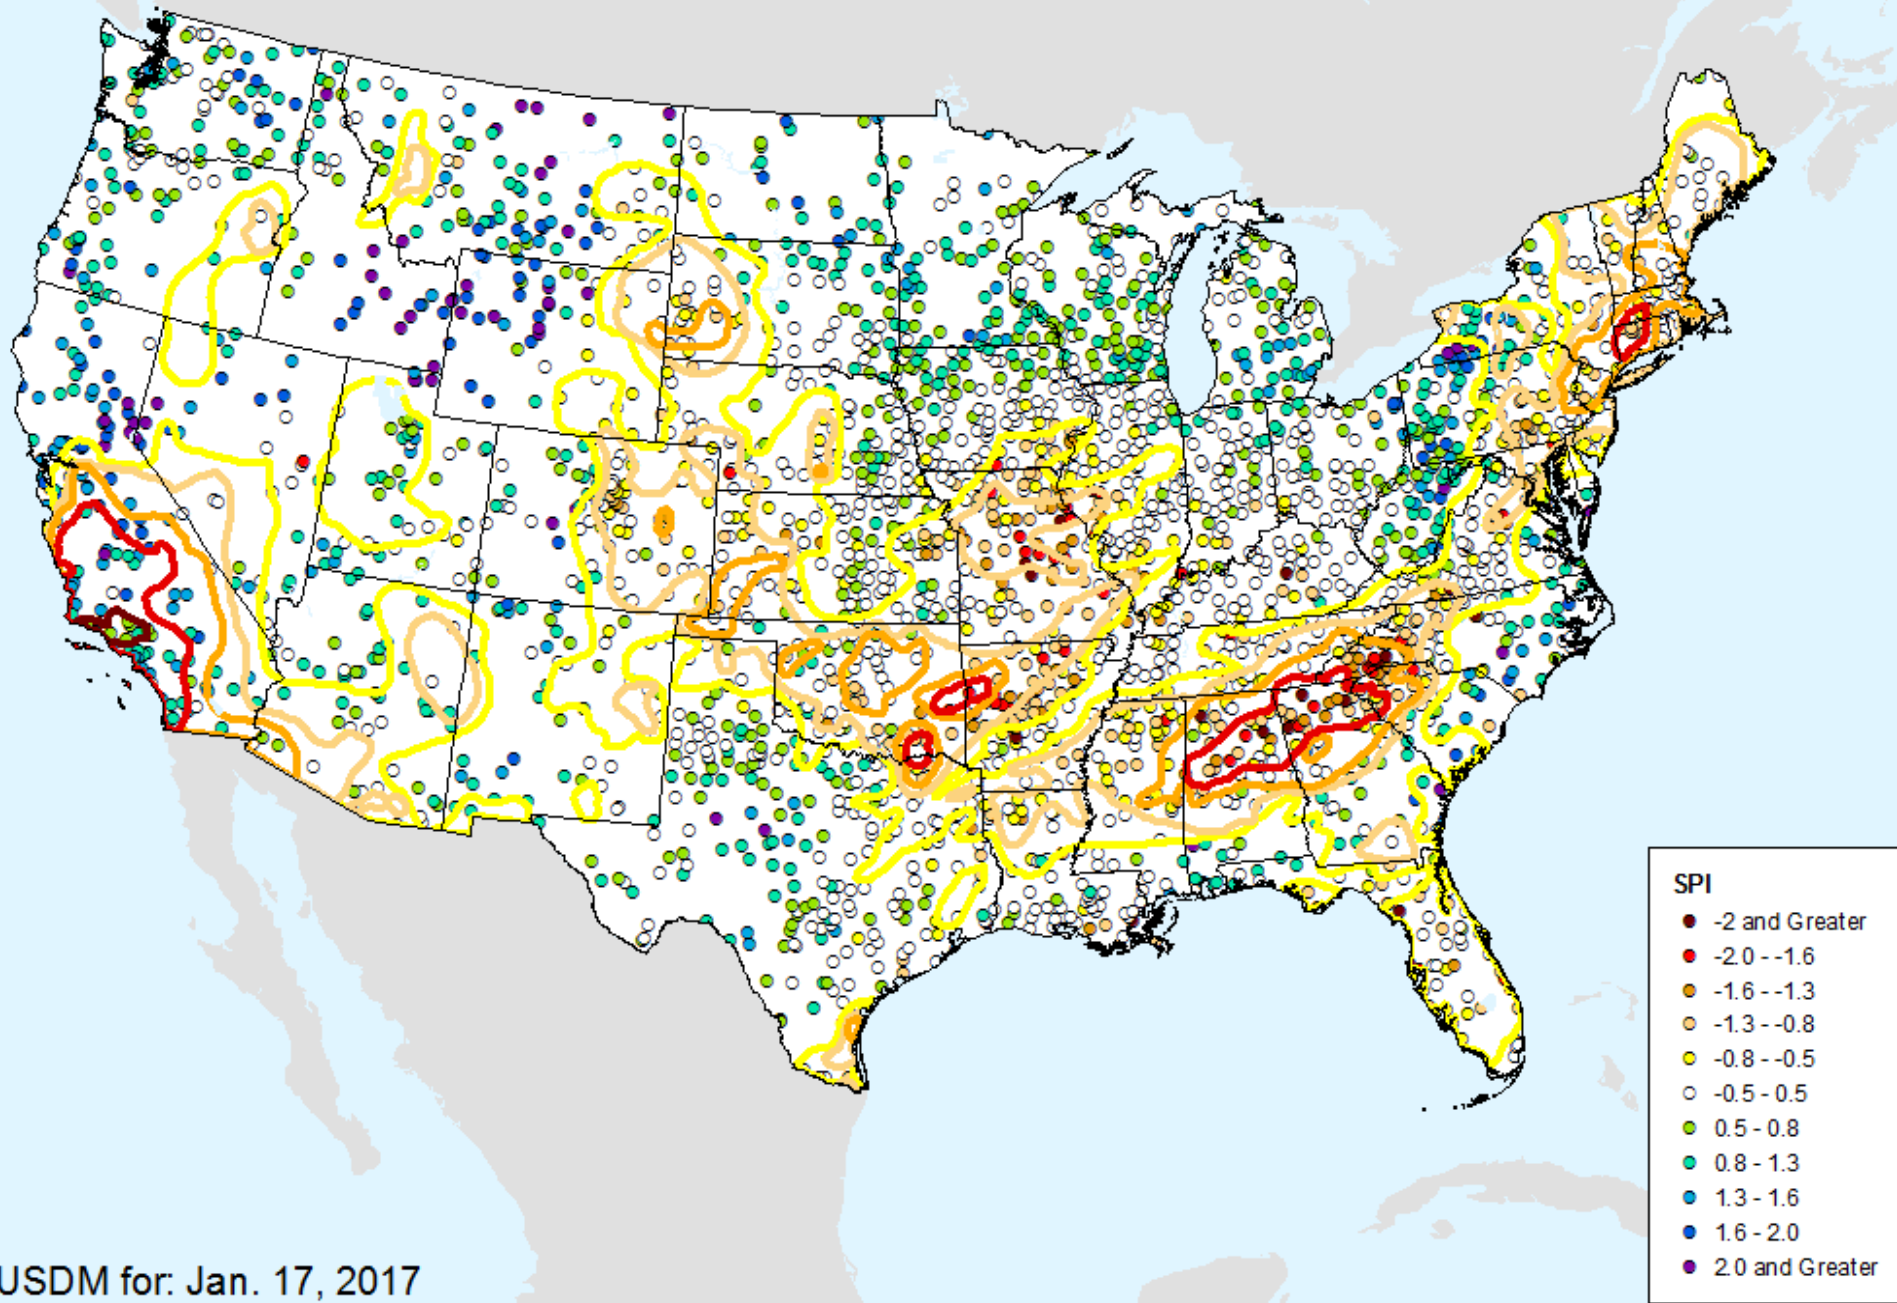 SPI
-2 and Greater
-2.0 - -1.6
-1.6 - -1.3
-1.3 - -0.8
-0.8 - -0.5
-0.5 - 0.5
0.5 - 0.8
0.8 - 1.3
1.3 - 1.6
1.6 - 2.0
2.0 and Greater
USDM for: Jan. 17, 2017